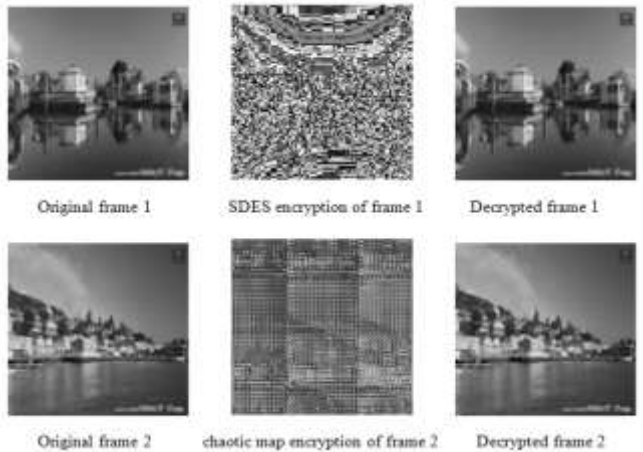 Original frame 1
SDES encryption of frame 1
Decrypted frame 1
Original frame 2
chaotic map encryption of frame 2
Decrypted frame 2